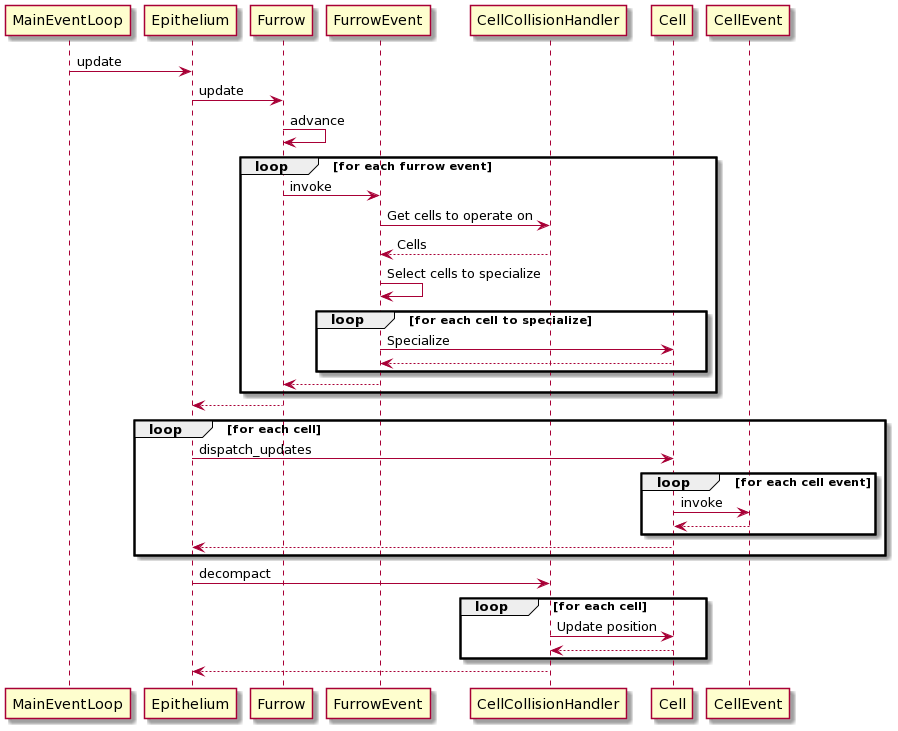 MainEventLoop Epithelium Furrow FurrowEvent CellCollisionHandler Cell CellEvent
update
update
advance
loop [for each furrow event]
invoke
Get cells to operate on
Cells
Select cells to specialize
loop [for each cell to specialize]
Specialize
loop [for each cell]
dispatch_updates
loop [for each cell event]
invoke
decompact
loop [for each cell]
Update position
MainEventLoop Epithelium Furrow FurrowEvent CellCollisionHandler Cell CellEvent